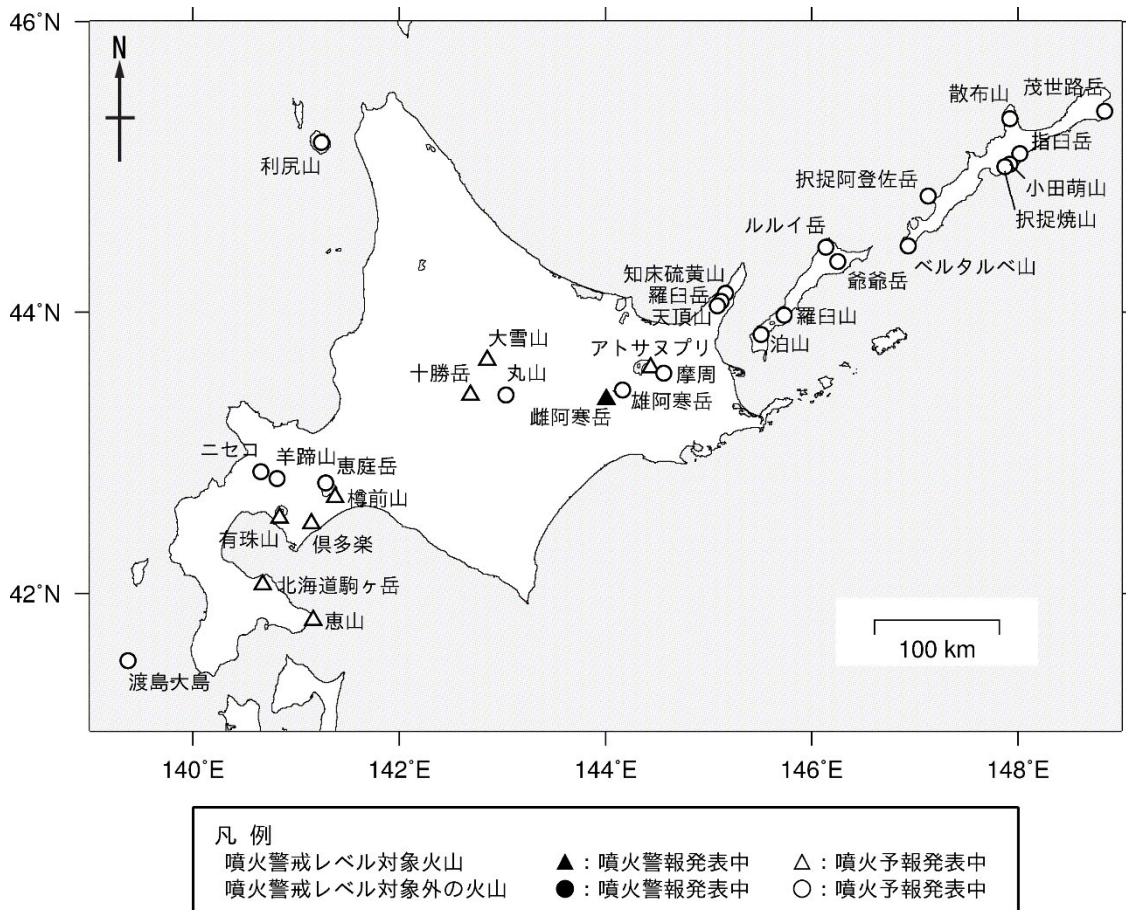 46°N
N
散布山
茂世路岳
利尻山
指臼岳
択捉阿登佐岳
小田萌山
択捉焼山
ルルイ岳
ベルタルベ山
爺爺岳
知床硫黄山
羅臼岳
天頂山
44°N
羅臼山
泊山
大雪山
アトサヌプリ
十勝岳
丸山
摩周
雄阿寒岳
雌阿寒岳
ニセコ
羊蹄山
恵庭岳
樽前山
有珠山
倶多楽
42°N
北海道駒ヶ岳
恵山
100 km
渡島大島
140°E 142°E 144°E 146°E 148°E
凡 例
噴火警戒レベル対象火山 ▲:噴火警報発表中 △:噴火予報発表中
噴火警戒レベル対象外の火山 ●:噴火警報発表中 ○:噴火予報発表中